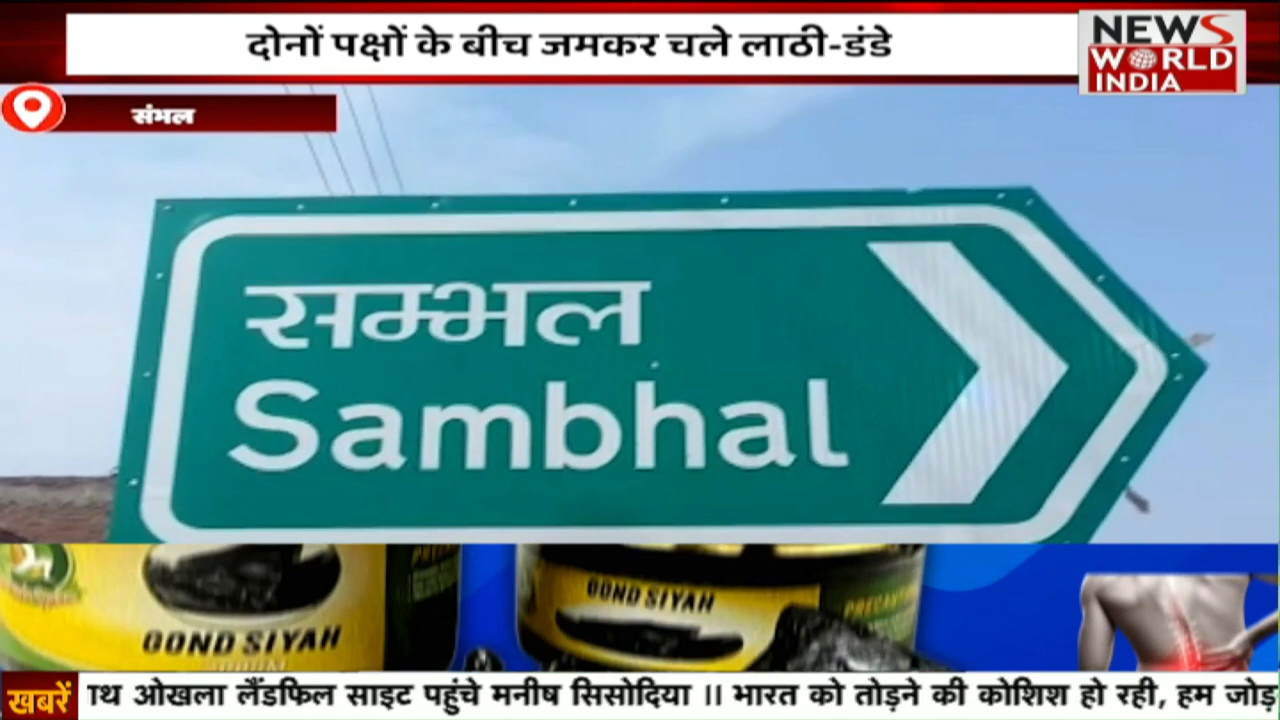 दोनों पक्षों के बीच जमकर चले लाठी-डंडे
NEWS
WORLD
INDIA
संभल
सम्भल
Sambhal
GOND SIYAH
GOND SIYAH
खबरें
ाथ ओखला लैंडफिल साइट पहुंचे मनीष सिसोदिया ॥ भारत को तोड़ने की कोशिश हो रही, हम जोड़